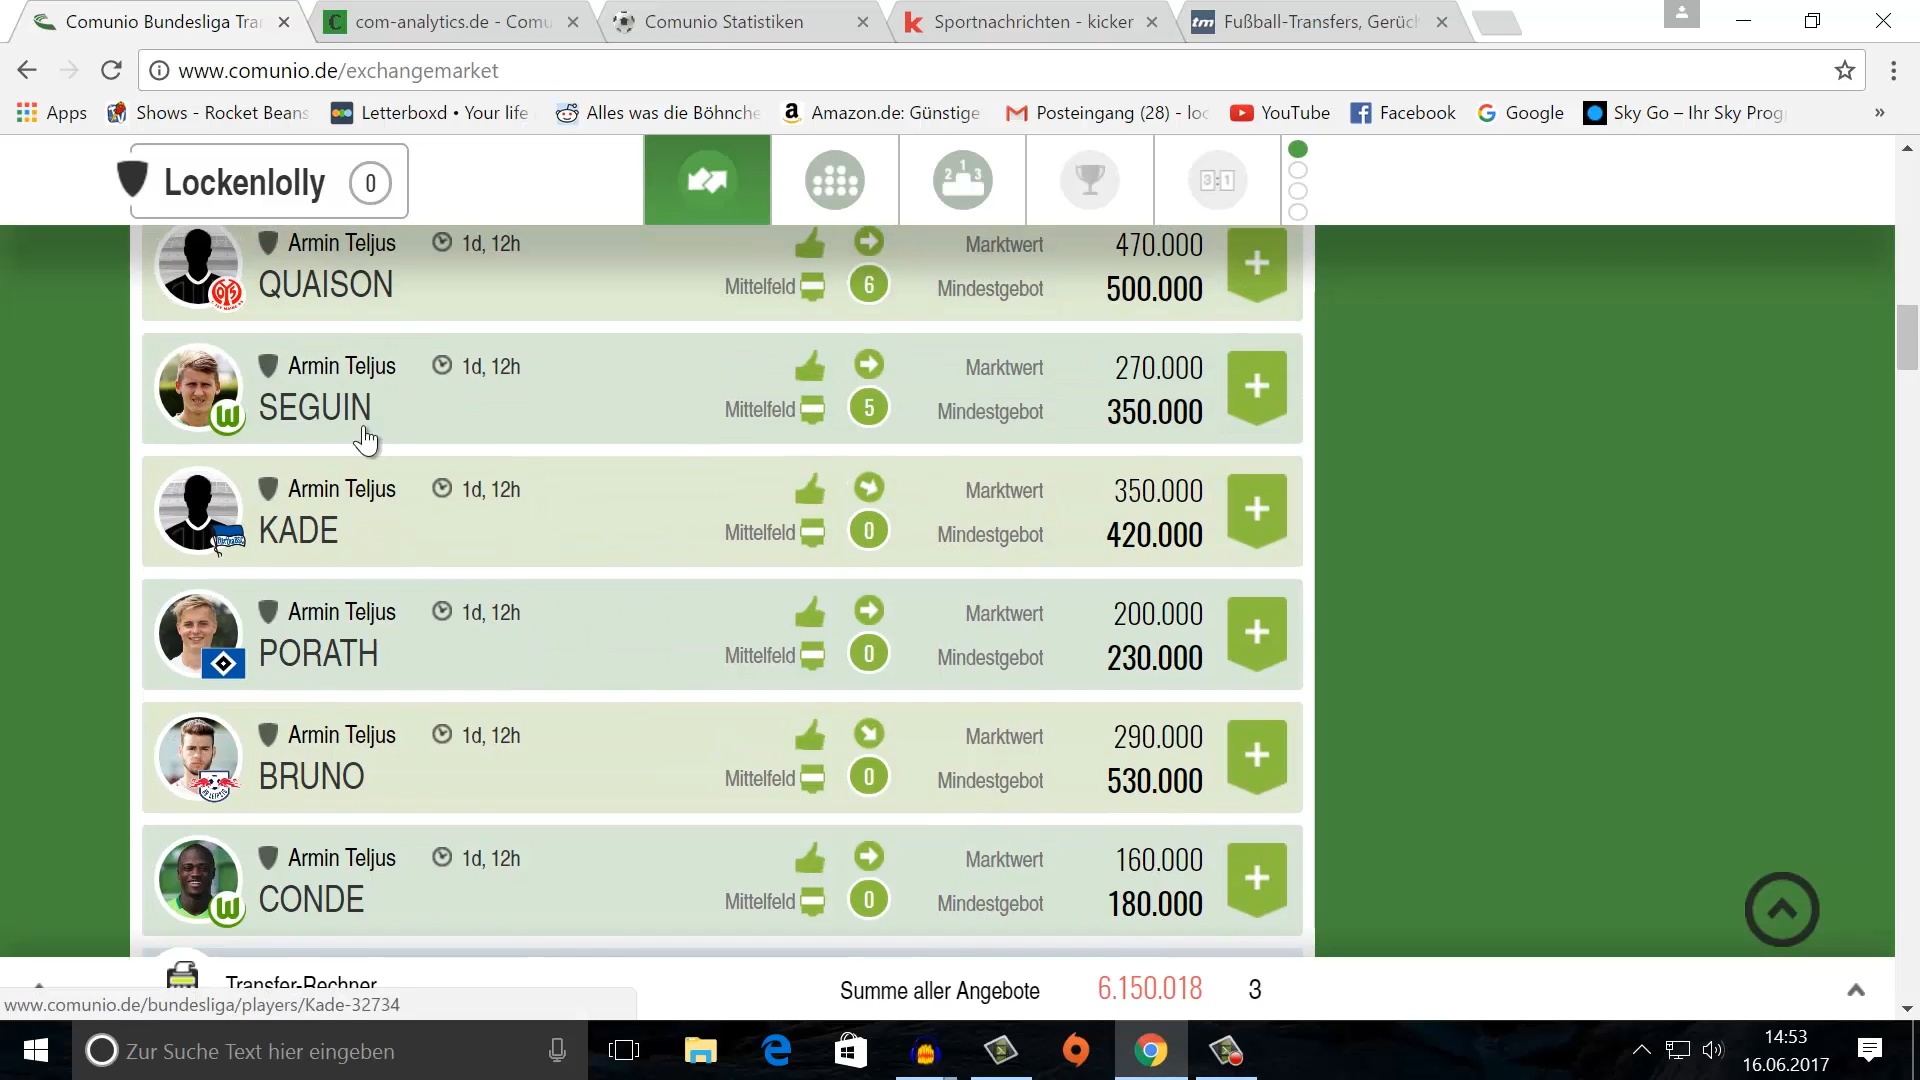 Comunio Bundesliga Tra
com-analytics.de - Comu
Comunio Statistiken
Sportnachrichten - kicker
tm Fußball-Transfers, Gerüch
www.comunio.de/exchangemarket
Apps
Shows - Rocket Beans
Letterboxd • Your life
Alles was die Böhnche
Amazon.de: Günstige
Posteingang (28) - loc
YouTube
Facebook
Google
Sky Go – Ihr Sky Prog
»
Lockenlolly 0
1 2 3
3:1
Armin Teljus 1d, 12h Marktwert 470.000
QUAISON Mittelfeld 6 Mindestgebot 500.000
Armin Teljus 1d, 12h Marktwert 270.000
SEGUIN Mittelfeld 5 Mindestgebot 350.000
Armin Teljus 1d, 12h Marktwert 350.000
KADE Mittelfeld 0 Mindestgebot 420.000
Armin Teljus 1d, 12h Marktwert 200.000
PORATH Mittelfeld 0 Mindestgebot 230.000
Armin Teljus 1d, 12h Marktwert 290.000
BRUNO Mittelfeld 0 Mindestgebot 530.000
Armin Teljus 1d, 12h Marktwert 160.000
CONDE Mittelfeld 0 Mindestgebot 180.000
Transfer-Rechner Summe aller Angebote 6.150.018 3
www.comunio.de/bundesliga/players/Kade-32734
Zur Suche Text hier eingeben
14:53
16.06.2017